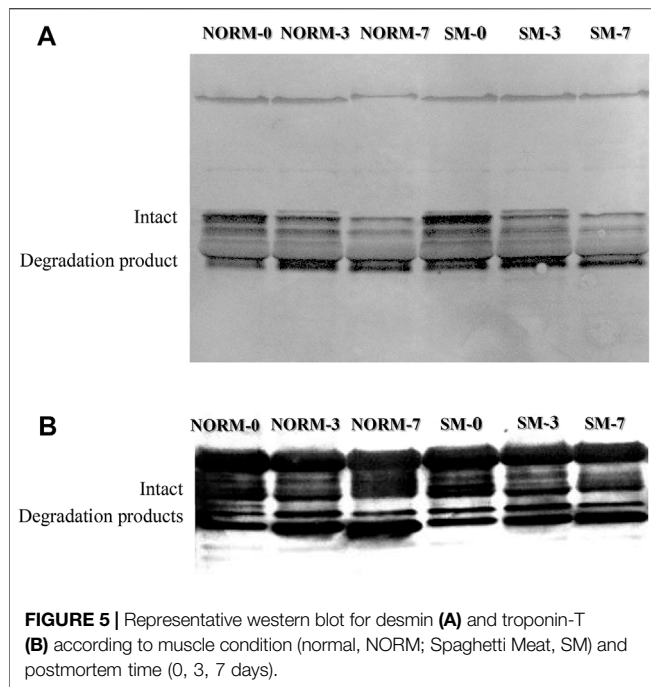 A
NORM-0 NORM-3 NORM-7 SM-0 SM-3 SM-7
Intact
Degradation product
B
NORM-0 NORM-3 NORM-7 SM-0 SM-3 SM-7
Intact
Degradation products
FIGURE 5 | Representative western blot for desmin (A) and troponin-T
(B) according to muscle condition (normal, NORM; Spaghetti Meat, SM) and
postmortem time (0, 3, 7 days).